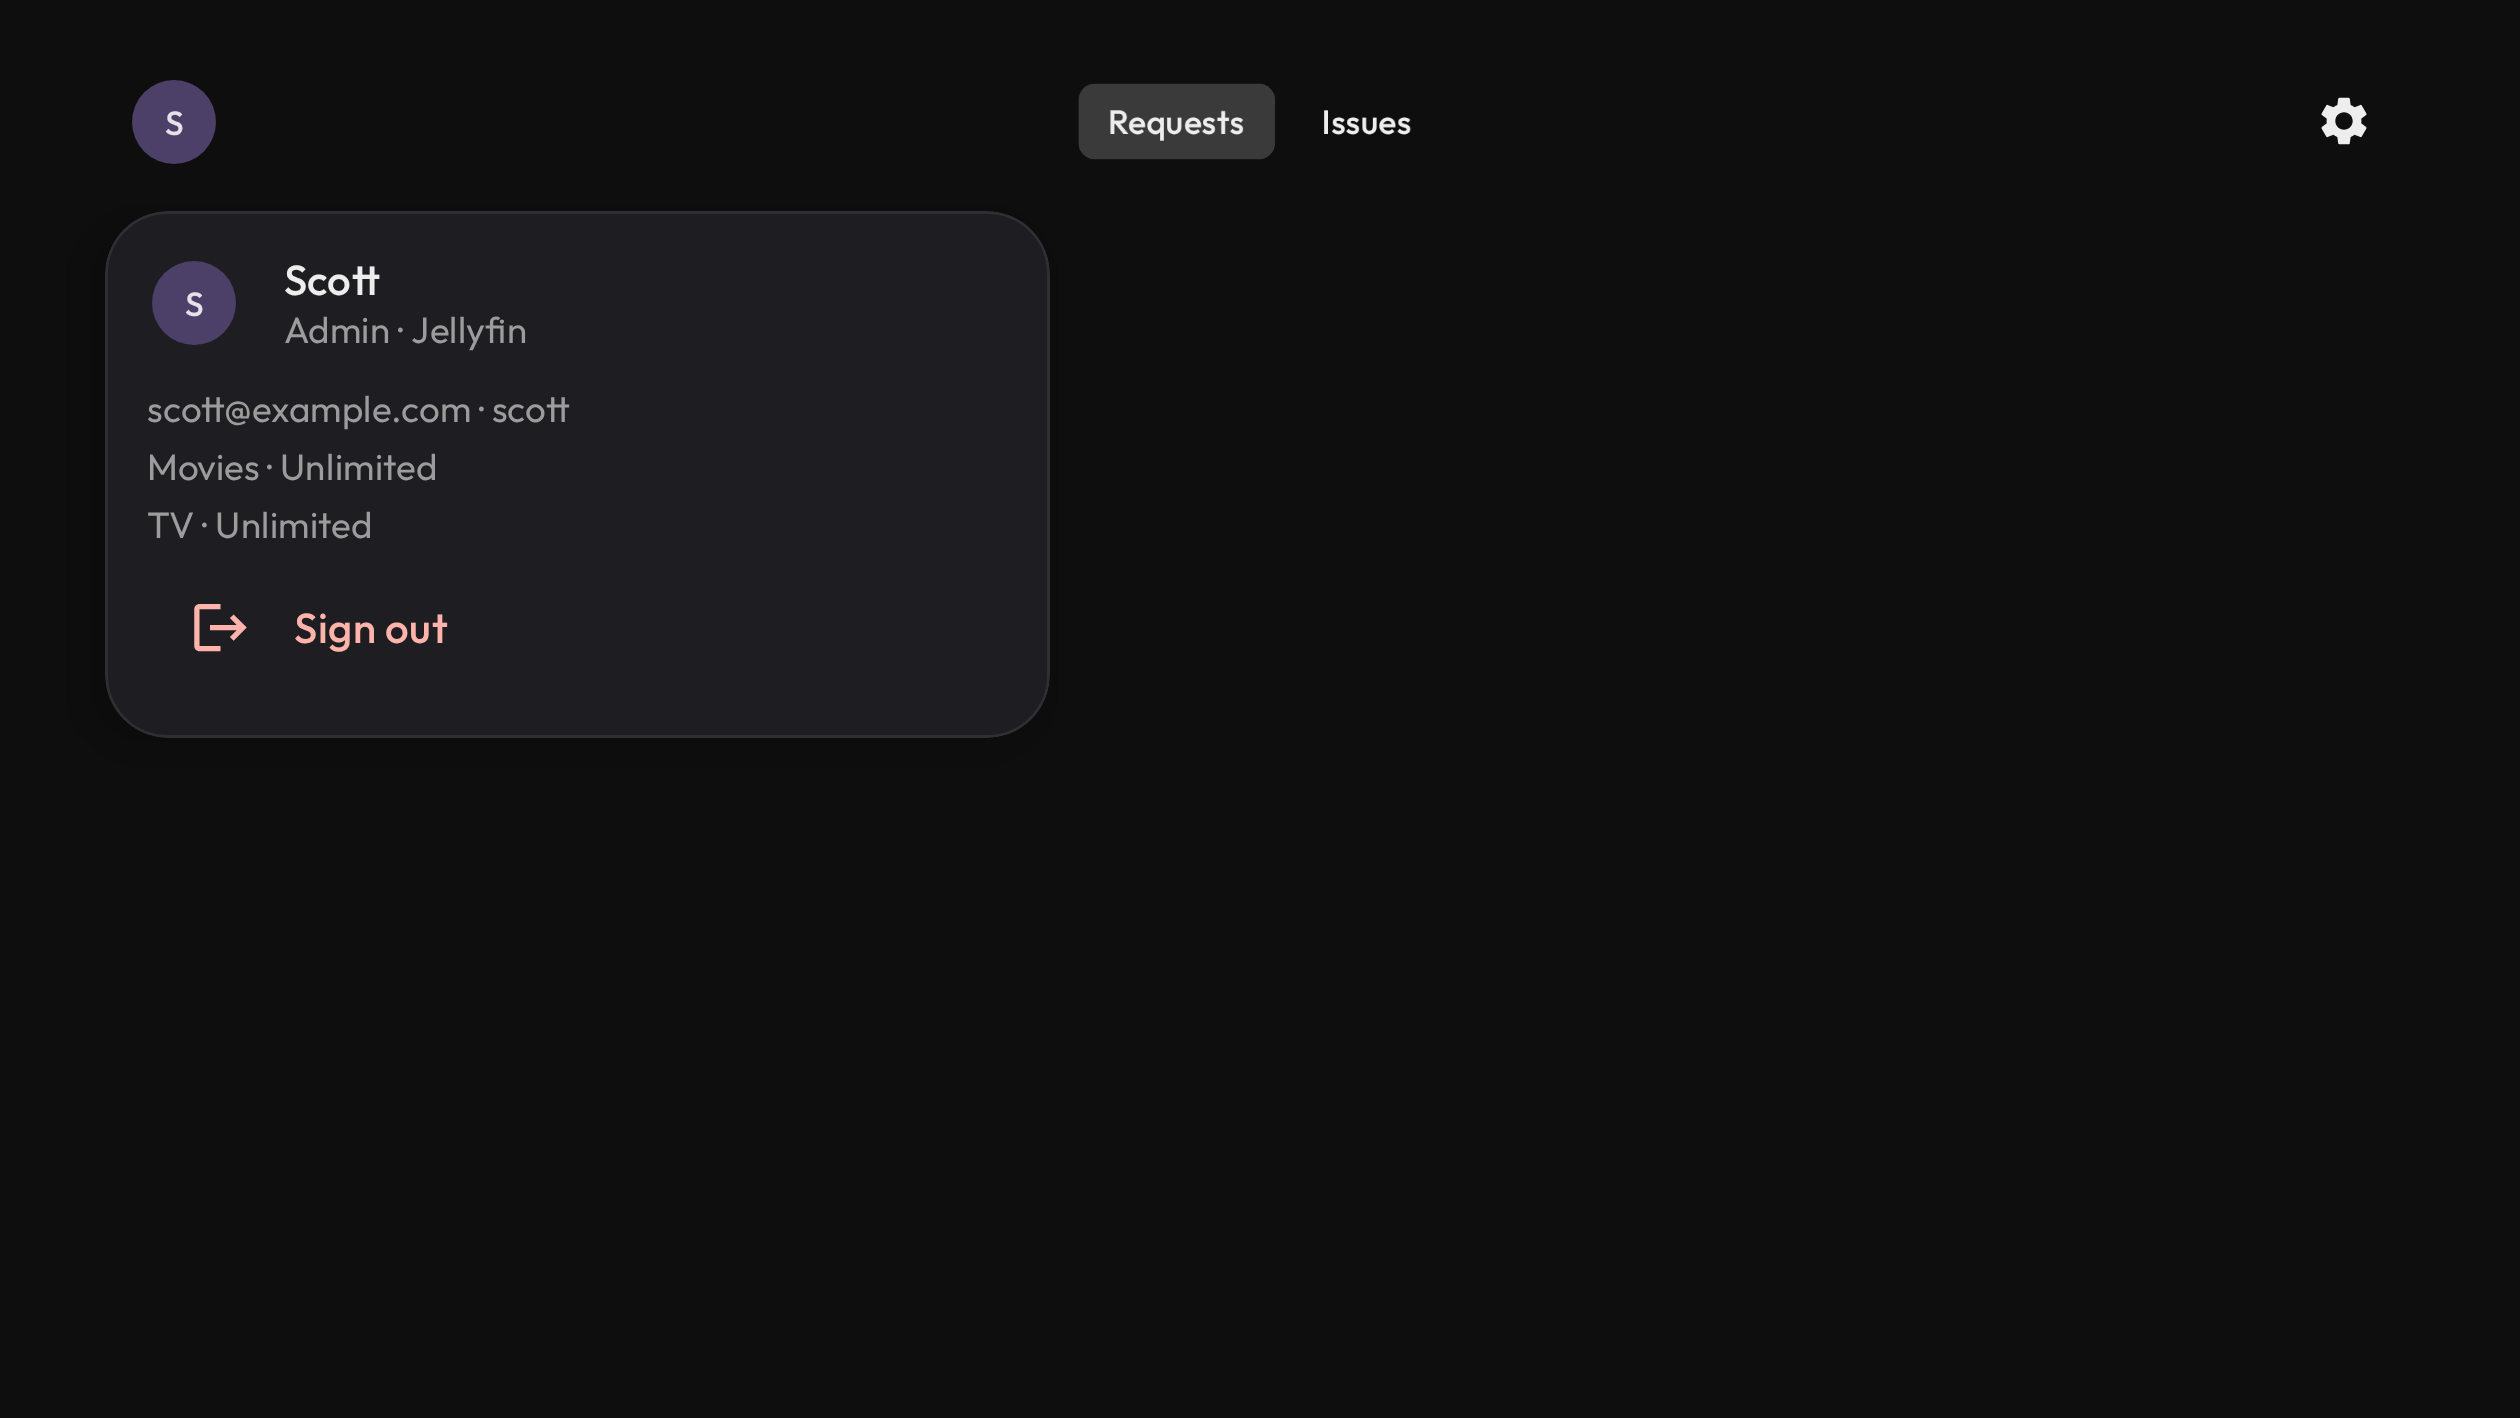 S
Requests
Issues
S
Scott
Admin · Jellyfin
scott@example.com · scott
Movies · Unlimited
TV · Unlimited
Sign out